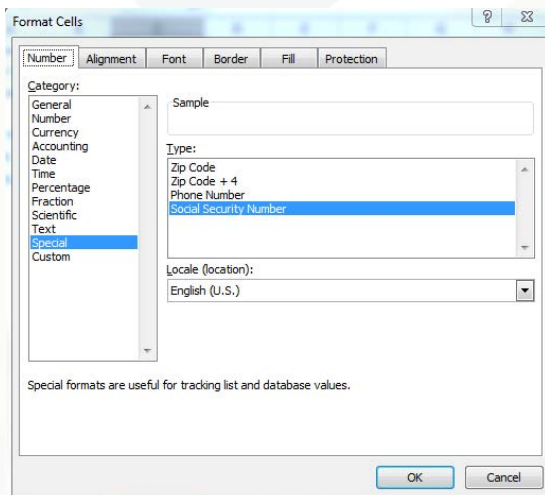 Format Cells
Number Alignment Font Border Fill Protection
Category:
General
Number
Currency
Accounting
Date
Time
Percentage
Fraction
Scientific
Text
Special
Custom
Sample
Type:
Zip Code
Zip Code + 4
Phone Number
Social Security Number
Locale (location):
English (U.S.)
Special formats are useful for tracking list and database values.
OK Cancel